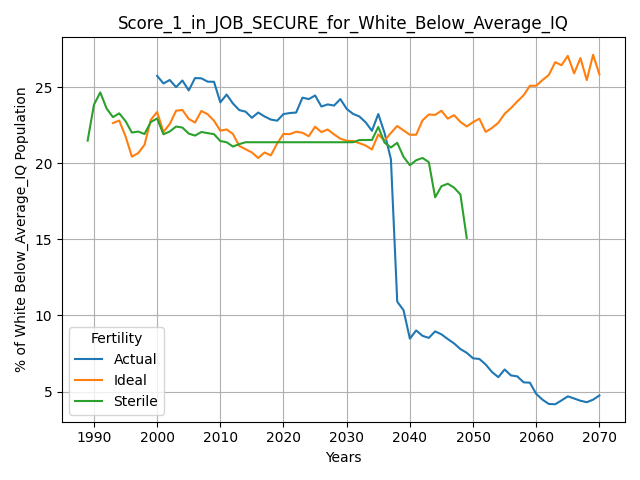 Score_1_in_JOB_SECURE_for_White_Below_Average_IQ
% of White Below_Average_IQ Population
25
20
15
10
5
Fertility
Actual
Ideal
Sterile
1990 2000 2010 2020 2030 2040 2050 2060 2070
Years